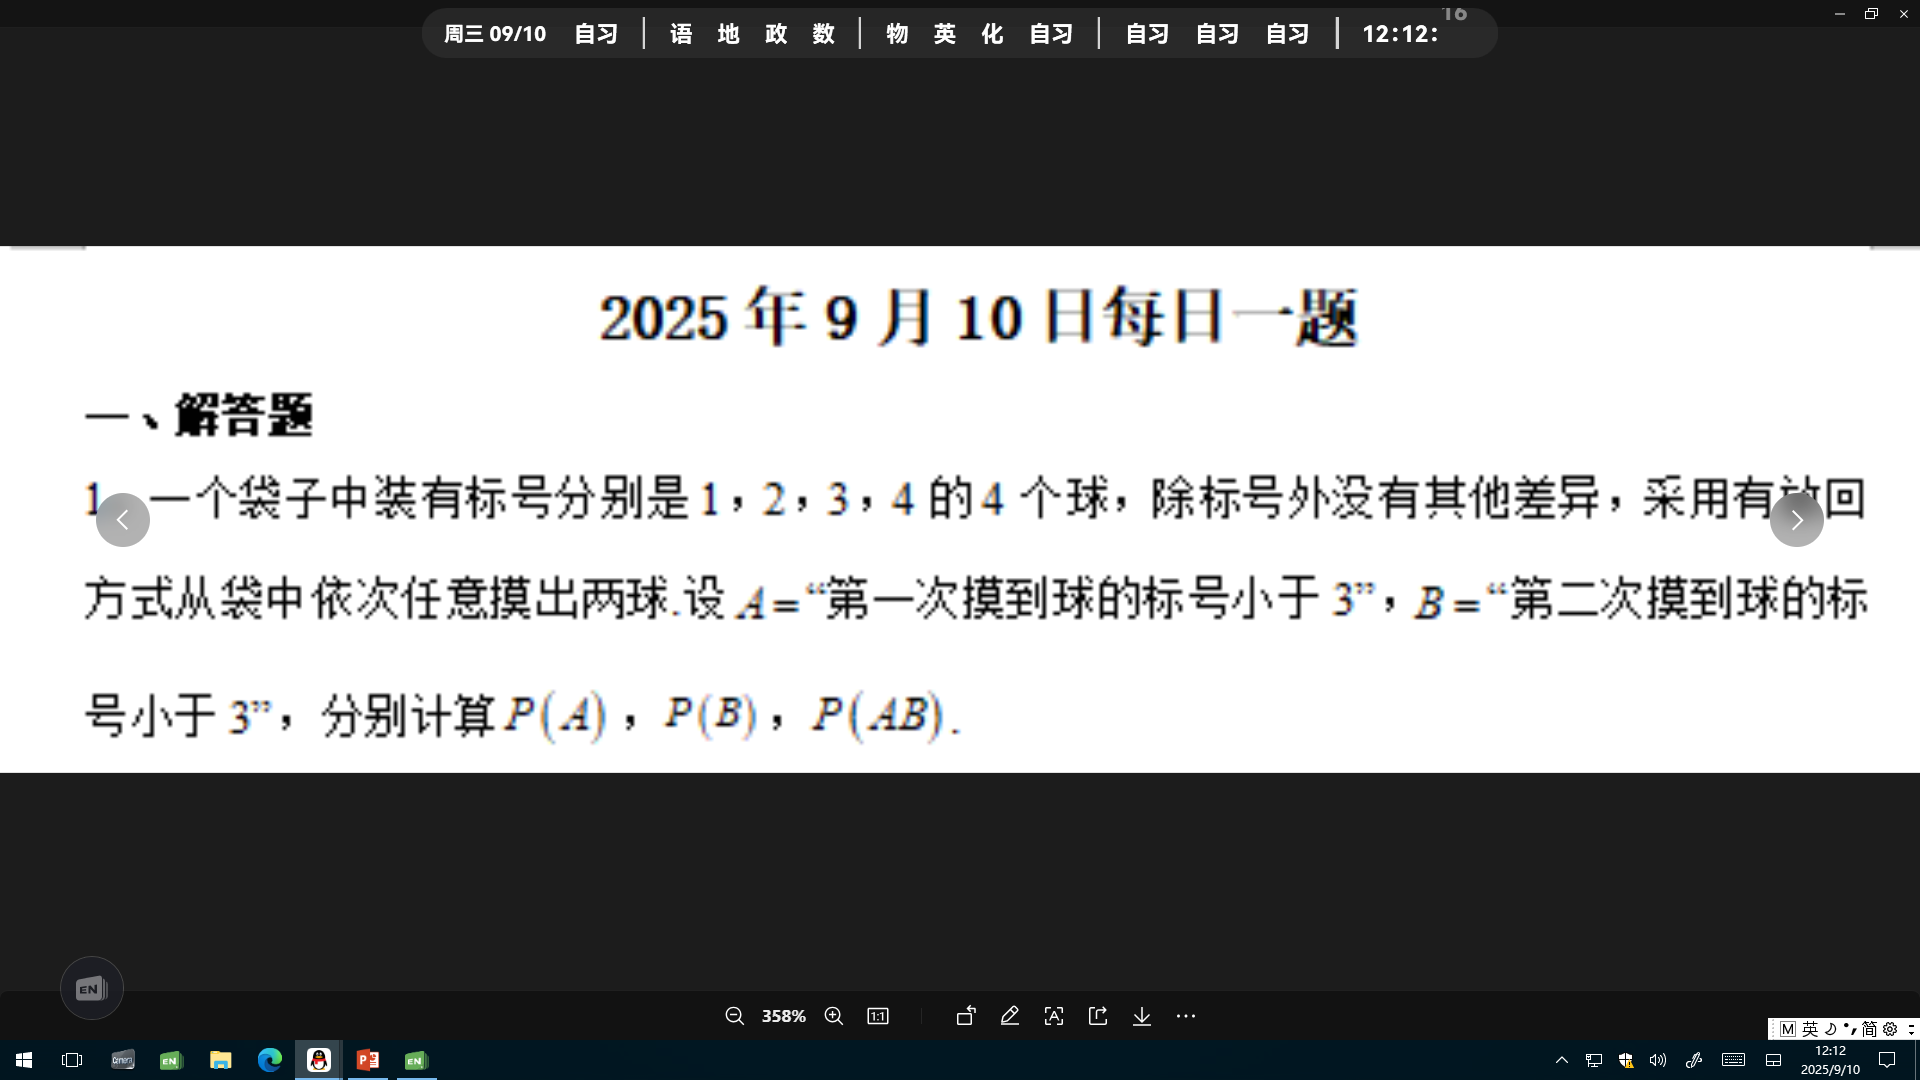 周三 09/10 自习 | 语 地 政 数 | 物 英 化 自习 | 自习 自习 自习 | 12:12:
2025 年 9 月 10 日每日一题
一、解答题
1 一个袋子中装有标号分别是 1，2，3，4 的 4 个球，除标号外没有其他差异，采用有放回
方式从袋中依次任意摸出两球.设 A=“第一次摸到球的标号小于 3”，B=“第二次摸到球的标
号小于 3”，分别计算 P(A)，P(B)，P(AB).
EN
358%
1:1
M 英 简
Camera EN EN
12:12
2025/9/10